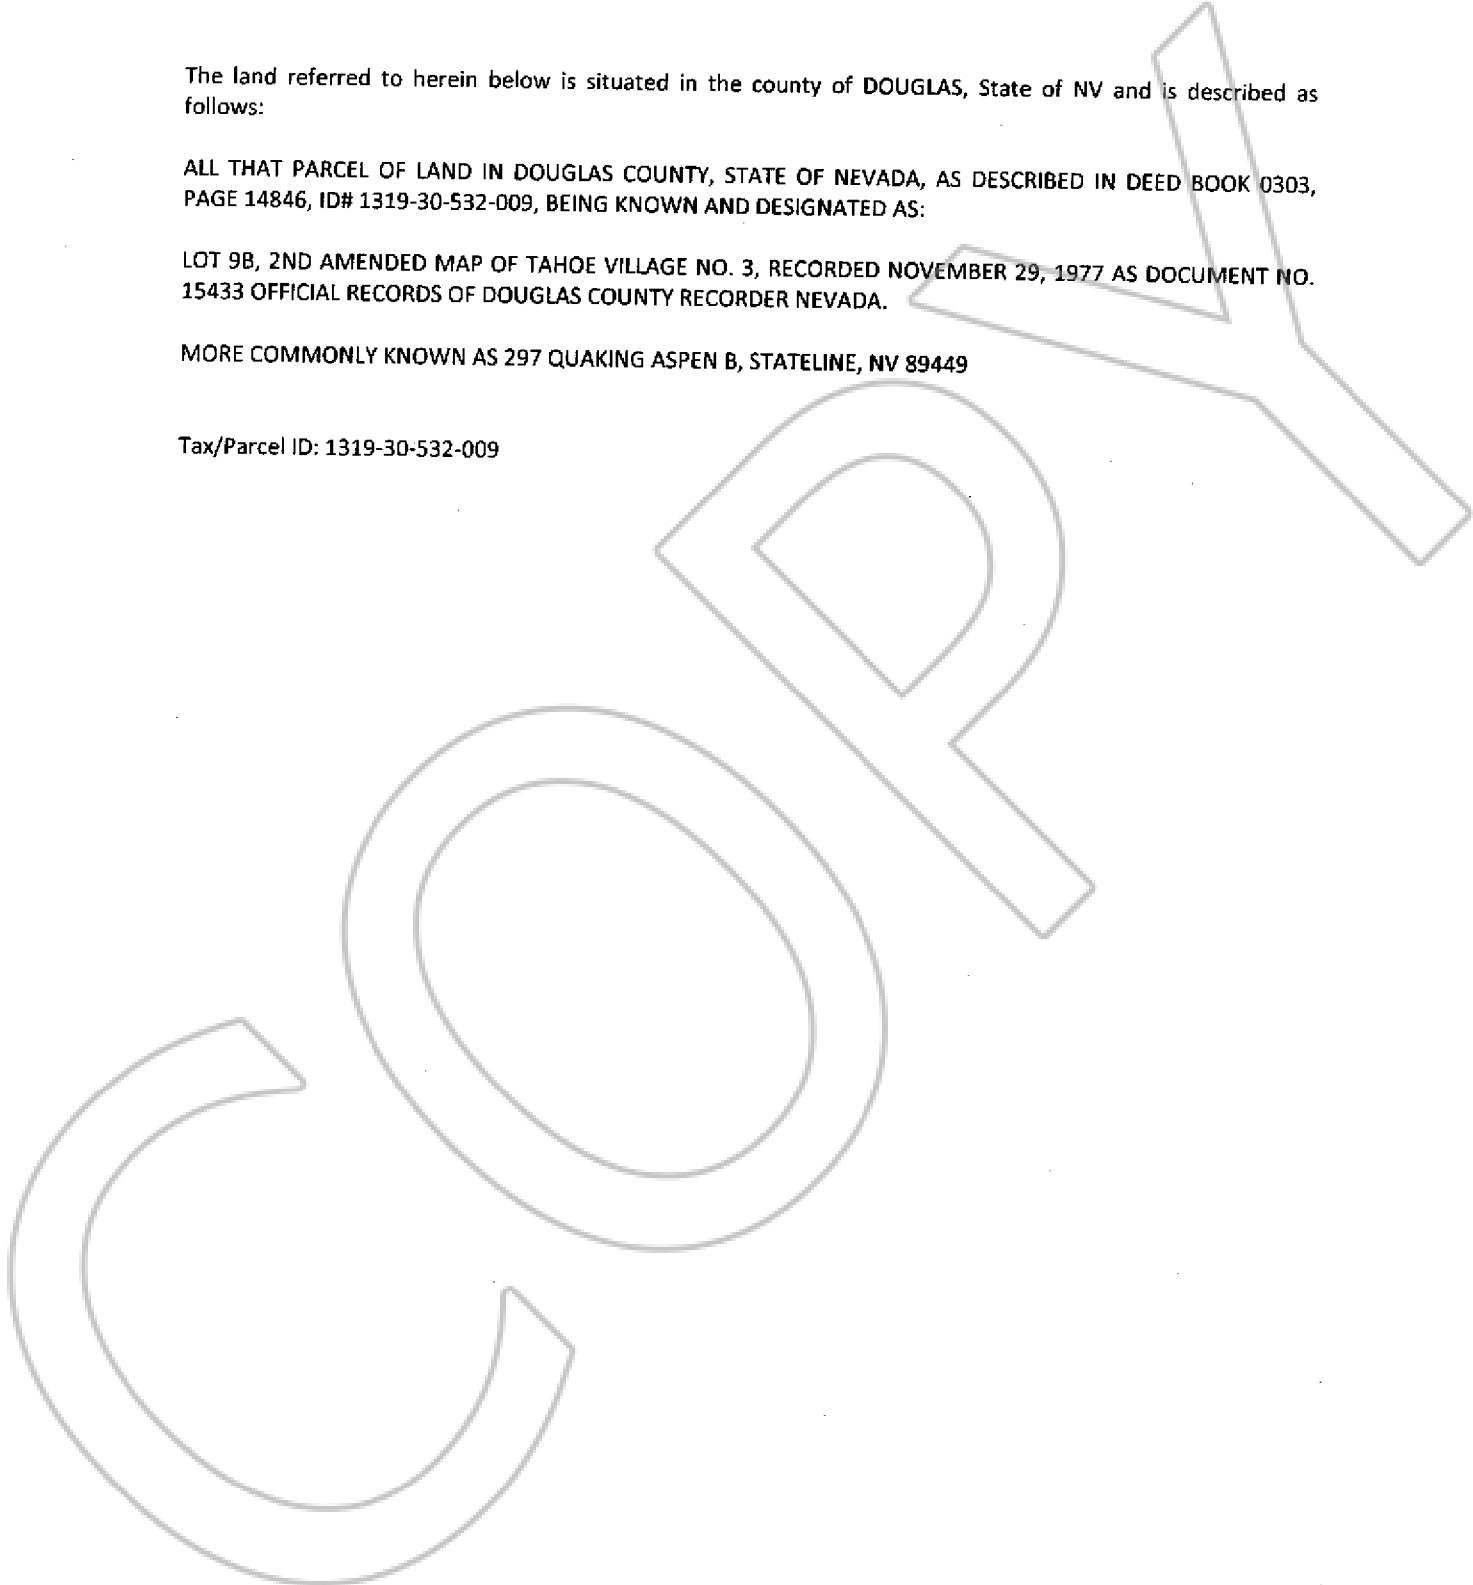 The land referred to herein below is situated in the county of DOUGLAS, State of NV and is described as
follows:
ALL THAT PARCEL OF LAND IN DOUGLAS COUNTY, STATE OF NEVADA, AS DESCRIBED IN DEED BOOK 0303,
PAGE 14846, ID# 1319-30-532-009, BEING KNOWN AND DESIGNATED AS:
LOT 9B, 2ND AMENDED MAP OF TAHOE VILLAGE NO. 3, RECORDED NOVEMBER 29, 1977 AS DOCUMENT NO.
15433 OFFICIAL RECORDS OF DOUGLAS COUNTY RECORDER NEVADA.
MORE COMMONLY KNOWN AS 297 QUAKING ASPEN B, STATELINE, NV 89449
Tax/Parcel ID: 1319-30-532-009
COPY